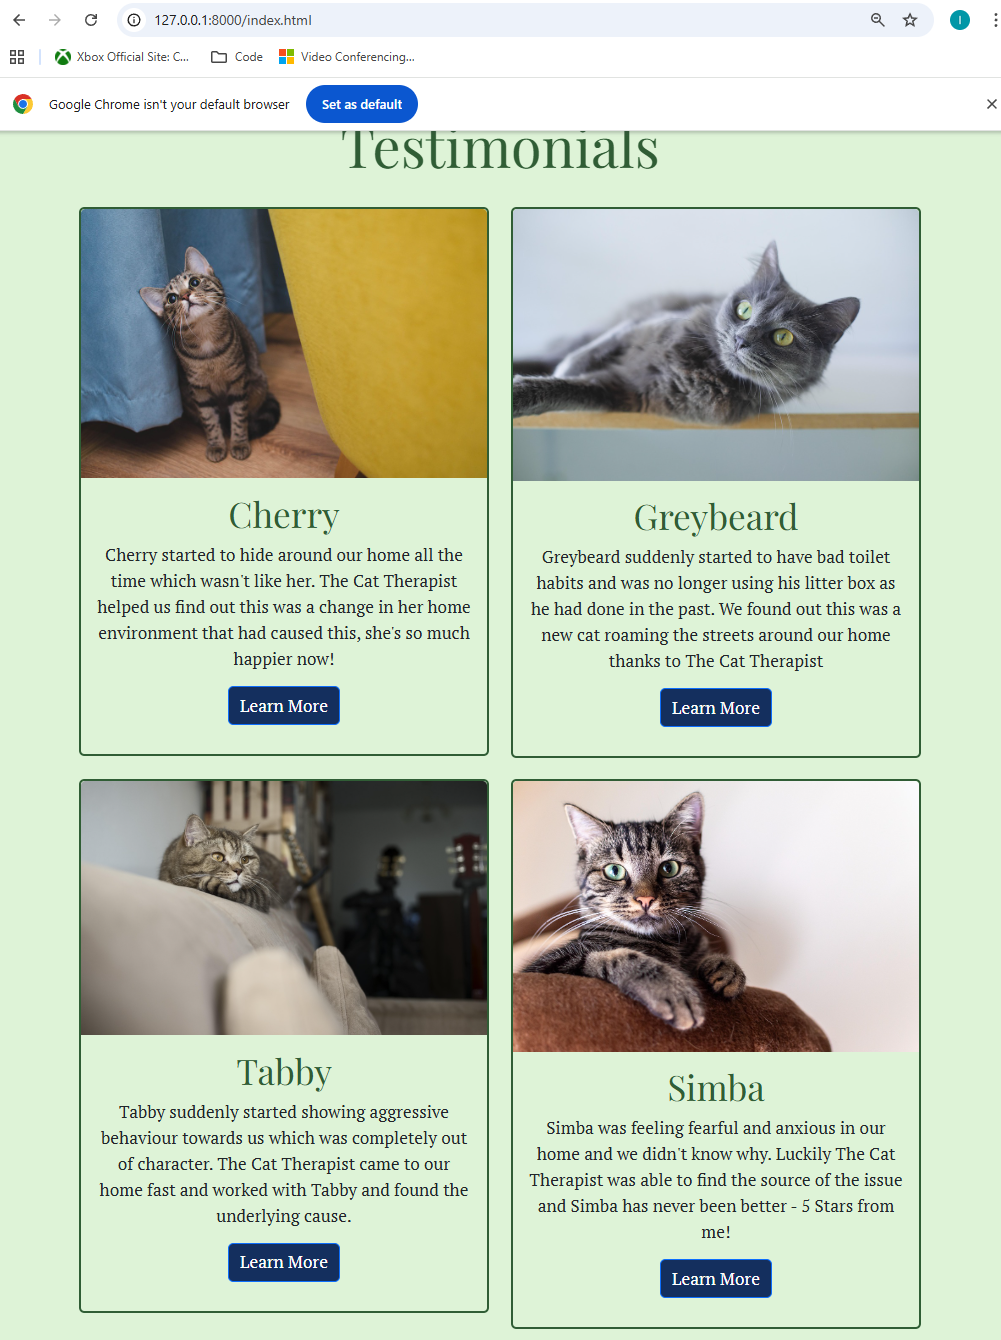 127.0.0.1:8000/index.html
Xbox Official Site: C...
Code
Video Conferencing...
Google Chrome isn't your default browser
Set as default
I
Testimonials
Cherry
Cherry started to hide around our home all the
time which wasn't like her. The Cat Therapist
helped us find out this was a change in her home
environment that had caused this, she's so much
happier now!
Learn More
Greybeard
Greybeard suddenly started to have bad toilet
habits and was no longer using his litter box as
he had done in the past. We found out this was a
new cat roaming the streets around our home
thanks to The Cat Therapist
Learn More
Tabby
Tabby suddenly started showing aggressive
behaviour towards us which was completely out
of character. The Cat Therapist came to our
home fast and worked with Tabby and found the
underlying cause.
Learn More
Simba
Simba was feeling fearful and anxious in our
home and we didn't know why. Luckily The Cat
Therapist was able to find the source of the issue
and Simba has never been better - 5 Stars from
me!
Learn More